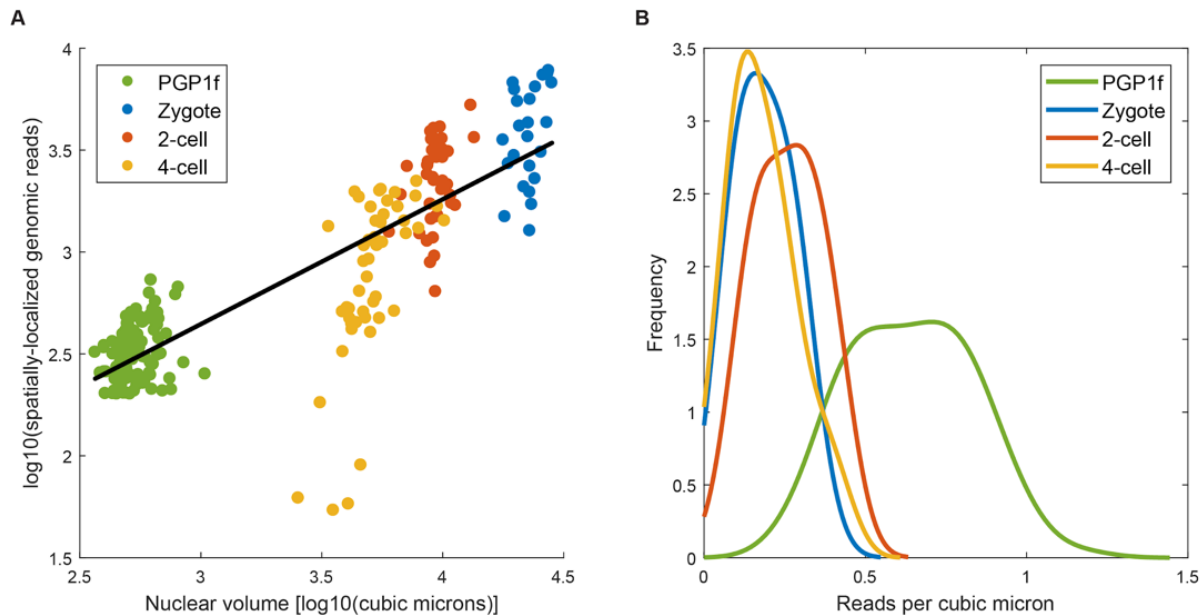 A
log10(spatially-localized genomic reads)
4
3.5
3
2.5
2
1.5
2.5
3
3.5
4
4.5
Nuclear volume [log10(cubic microns)]
PGP1f
Zygote
2-cell
4-cell
B
Frequency
3.5
3
2.5
2
1.5
1
0.5
0
0
0.5
1
1.5
Reads per cubic micron
PGP1f
Zygote
2-cell
4-cell